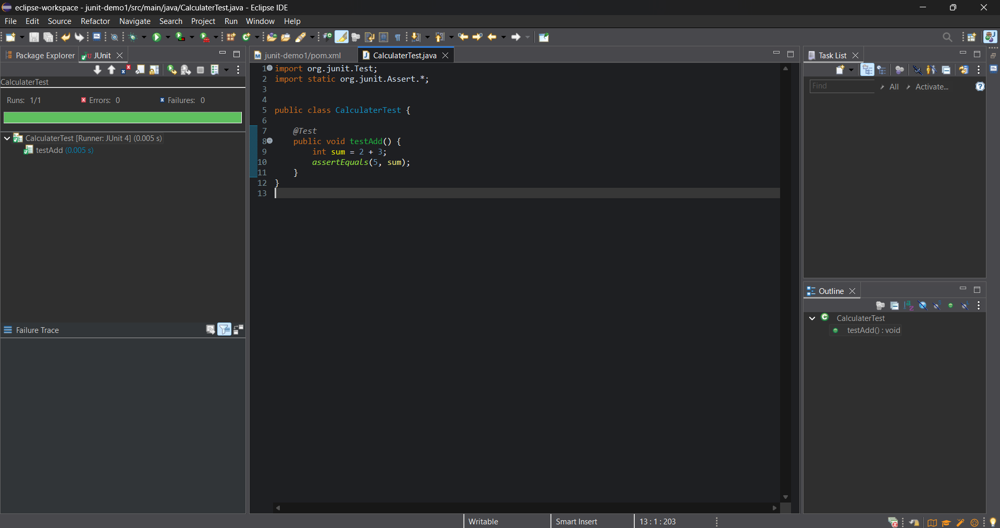 eclipse-workspace - junit-demo1/src/main/java/CalculaterTest.java - Eclipse IDE
File Edit Source Refactor Navigate Search Project Run Window Help
Package Explorer JUnit
CalculaterTest
Runs: 1/1 Errors: 0 Failures: 0
CalculaterTest [Runner: JUnit 4] (0.005 s)
testAdd (0.005 s)
Failure Trace
junit-demo1/pom.xml CalculaterTest.java
1 import org.junit.Test;
2 import static org.junit.Assert.*;
3
4
5 public class CalculaterTest {
6
7 @Test
8 public void testAdd() {
9 int sum = 2 + 3;
10 assertEquals(5, sum);
11 }
12 }
13
Task List
Find All Activate...
Outline
CalculaterTest
testAdd() : void
Writable Smart Insert 13 : 1 : 203